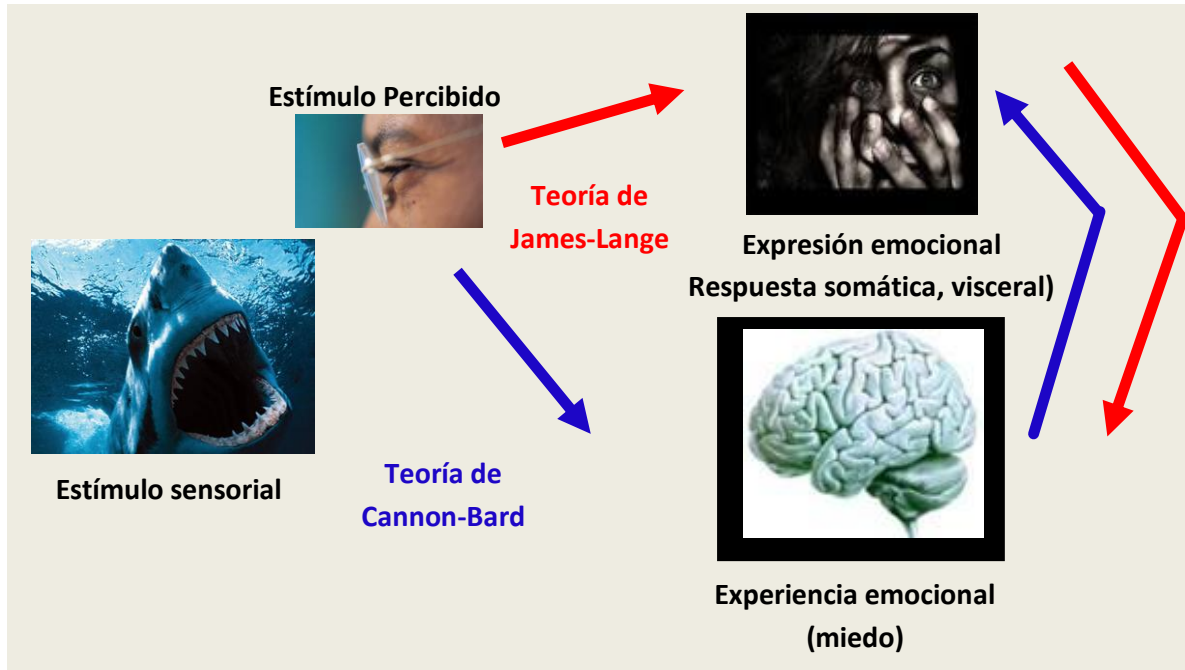 Estímulo Percibido
Teoría de
James-Lange
Expresión emocional
Respuesta somática, visceral)
Estímulo sensorial
Teoría de
Cannon-Bard
Experiencia emocional
(miedo)